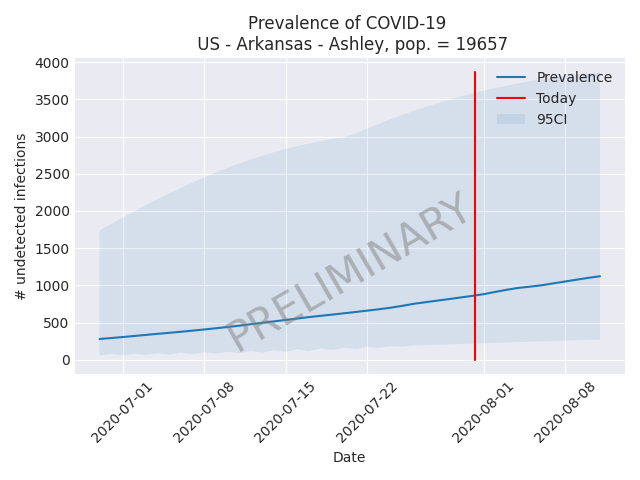 Prevalence of COVID-19
US - Arkansas - Ashley, pop. = 19657
4000
3500
3000
2500
2000
1500
1000
500
0
# undetected infections
Prevalence
Today
95CI
PRELIMINARY
2020-07-01
2020-07-08
2020-07-15
2020-07-22
2020-08-01
2020-08-08
Date